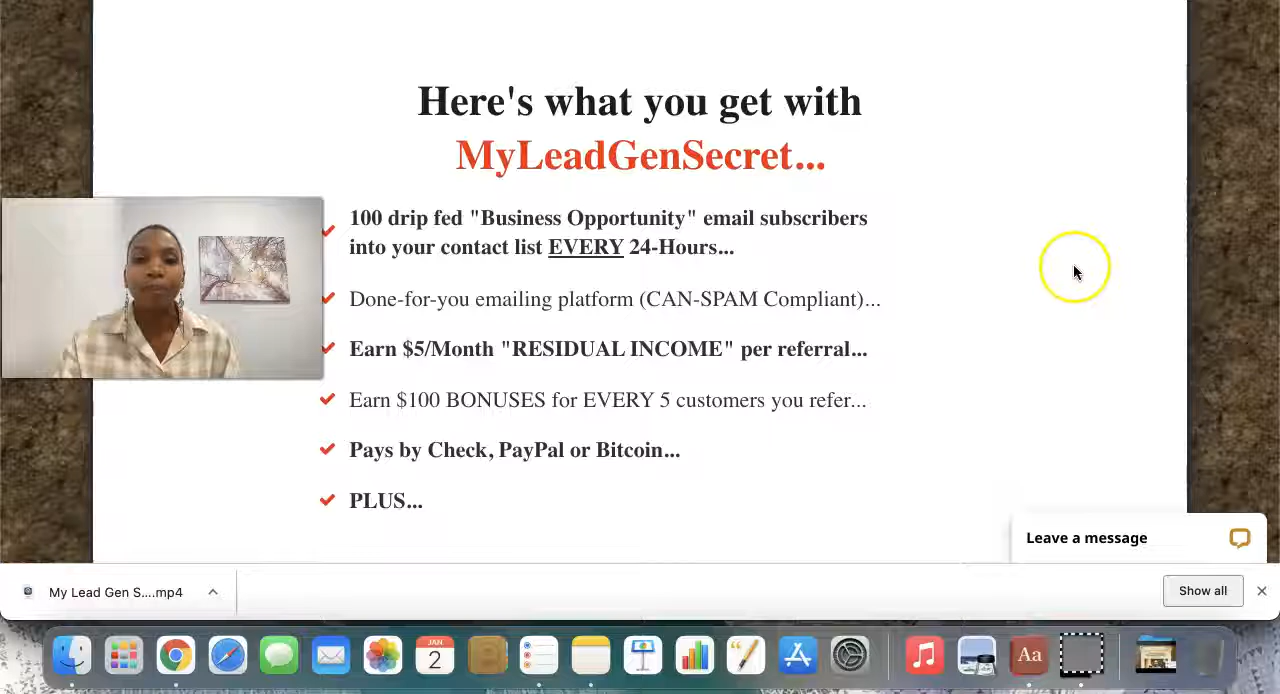 Here's what you get with
MyLeadGenSecret...
100 drip fed "Business Opportunity" email subscribers
into your contact list EVERY 24-Hours...
Done-for-you emailing platform (CAN-SPAM Compliant)...
Earn $5/Month "RESIDUAL INCOME" per referral...
Earn $100 BONUSES for EVERY 5 customers you refer...
Pays by Check, PayPal or Bitcoin...
PLUS...
Leave a message
My Lead Gen S....mp4
Show all
JAN
2
Aa